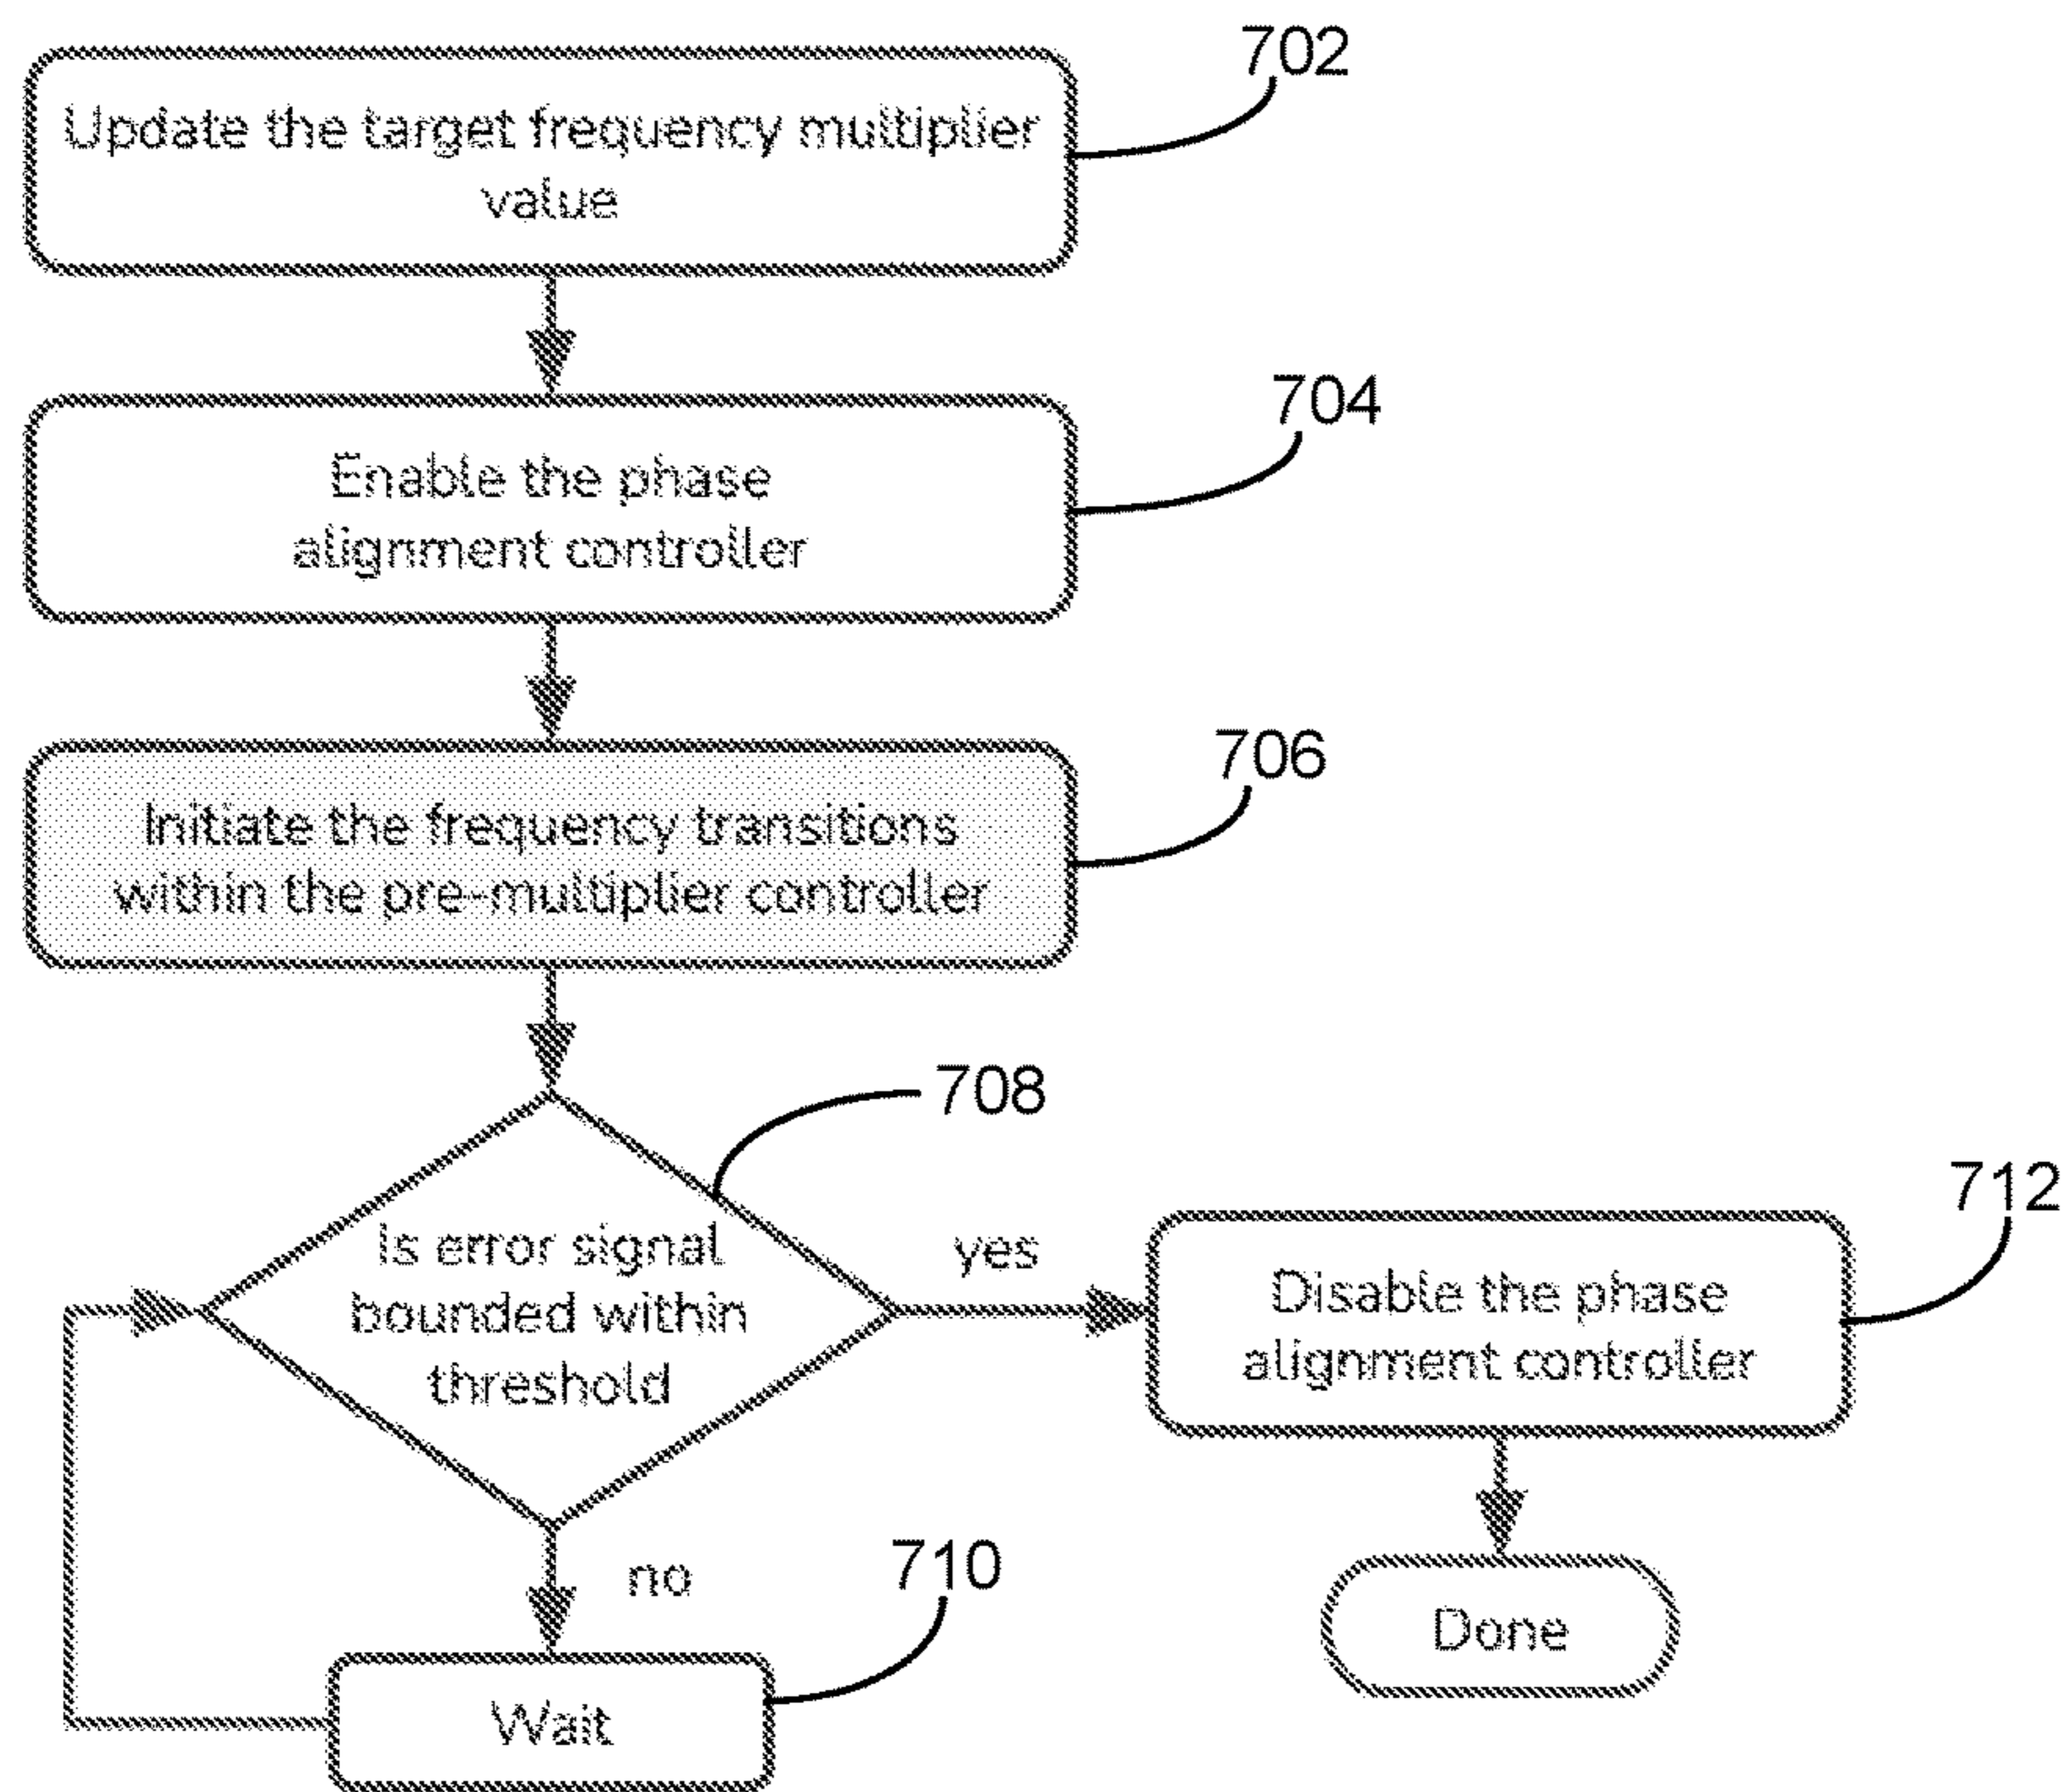 702
Update the target frequency multiplier
value
704
Enable the phase
alignment controller
706
Initiate the frequency transitions
within the pre-multiplier controller
708
Is error signal
bounded within
threshold
yes
712
Disable the phase
alignment controller
no
710
Wait
Done